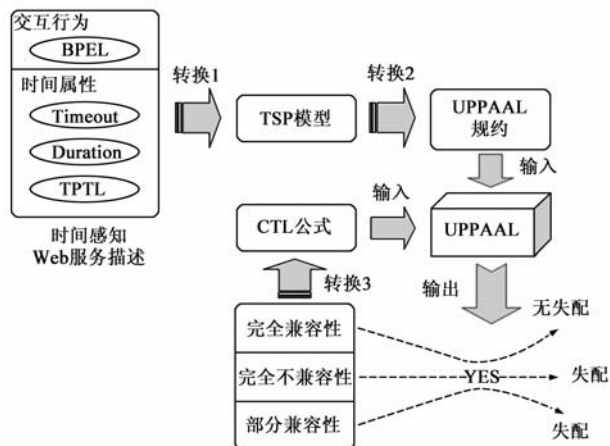 交互行为
BPEL
时间属性
Timeout
Duration
TPTL
时间感知
Web服务描述
转换1
TSP模型
转换2
UPPAAL
规约
输入
CTL公式
输入
UPPAAL
转换3
输出
完全兼容性
完全不兼容性
部分兼容性
YES
无失配
失配
失配